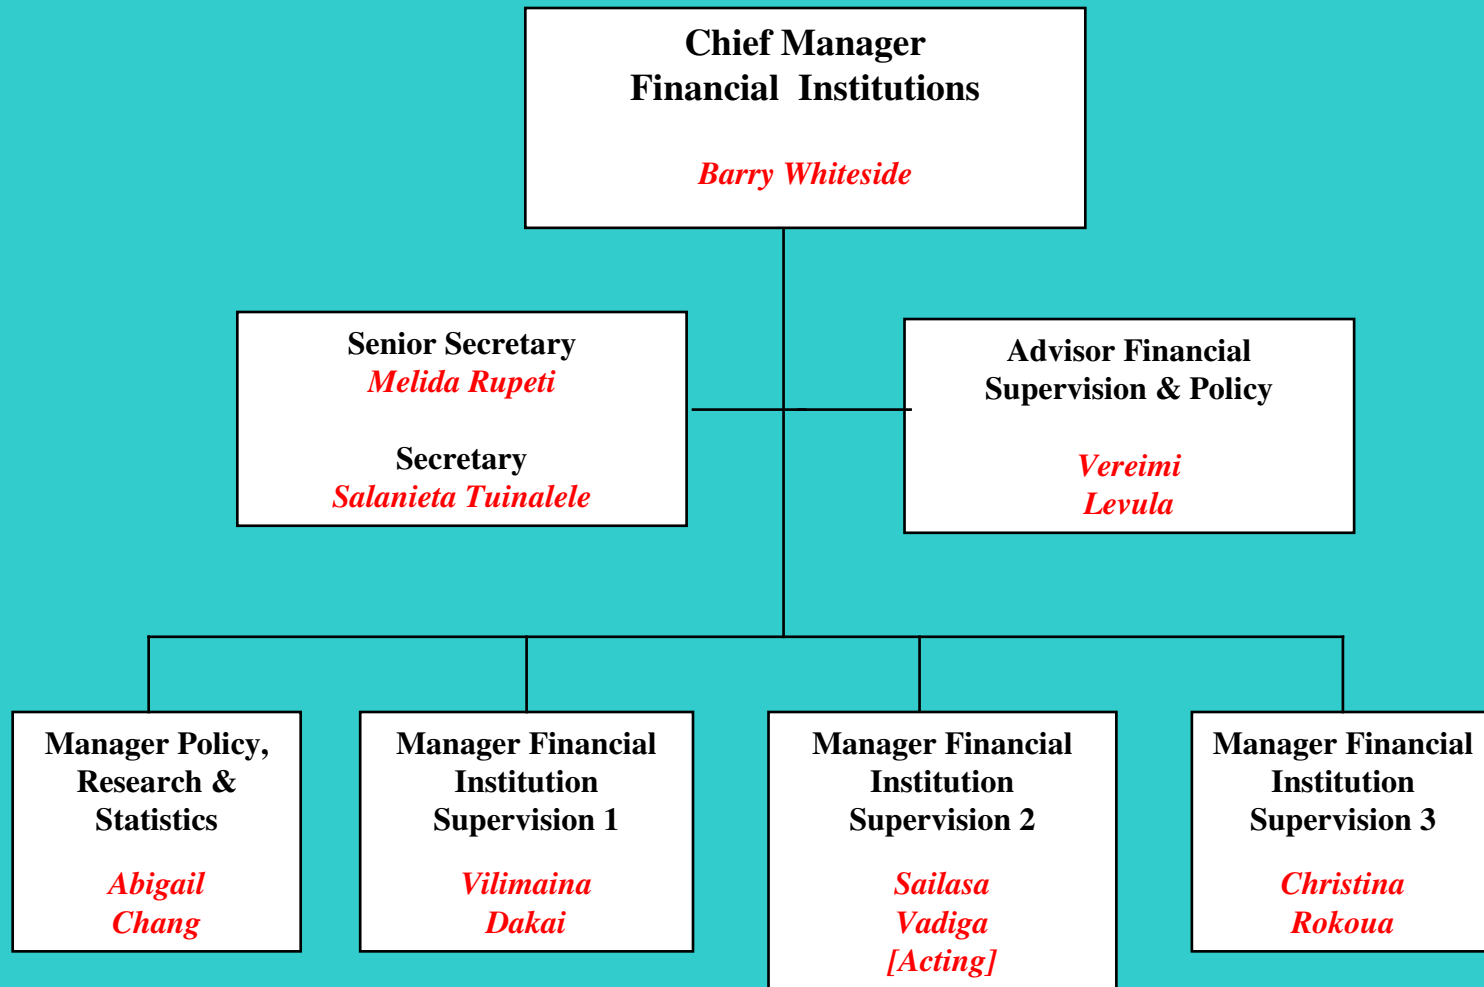 Chief Manager
Financial Institutions
Barry Whiteside
Senior Secretary
Melida Rupeti
Secretary
Salanieta Tuinalele
Advisor Financial
Supervision & Policy
Vereimi
Levula
Manager Policy,
Research &
Statistics
Abigail
Chang
Manager Financial
Institution
Supervision 1
Vilimaina
Dakai
Manager Financial
Institution
Supervision 2
Sailasa
Vadiga
[Acting]
Manager Financial
Institution
Supervision 3
Christina
Rokoua